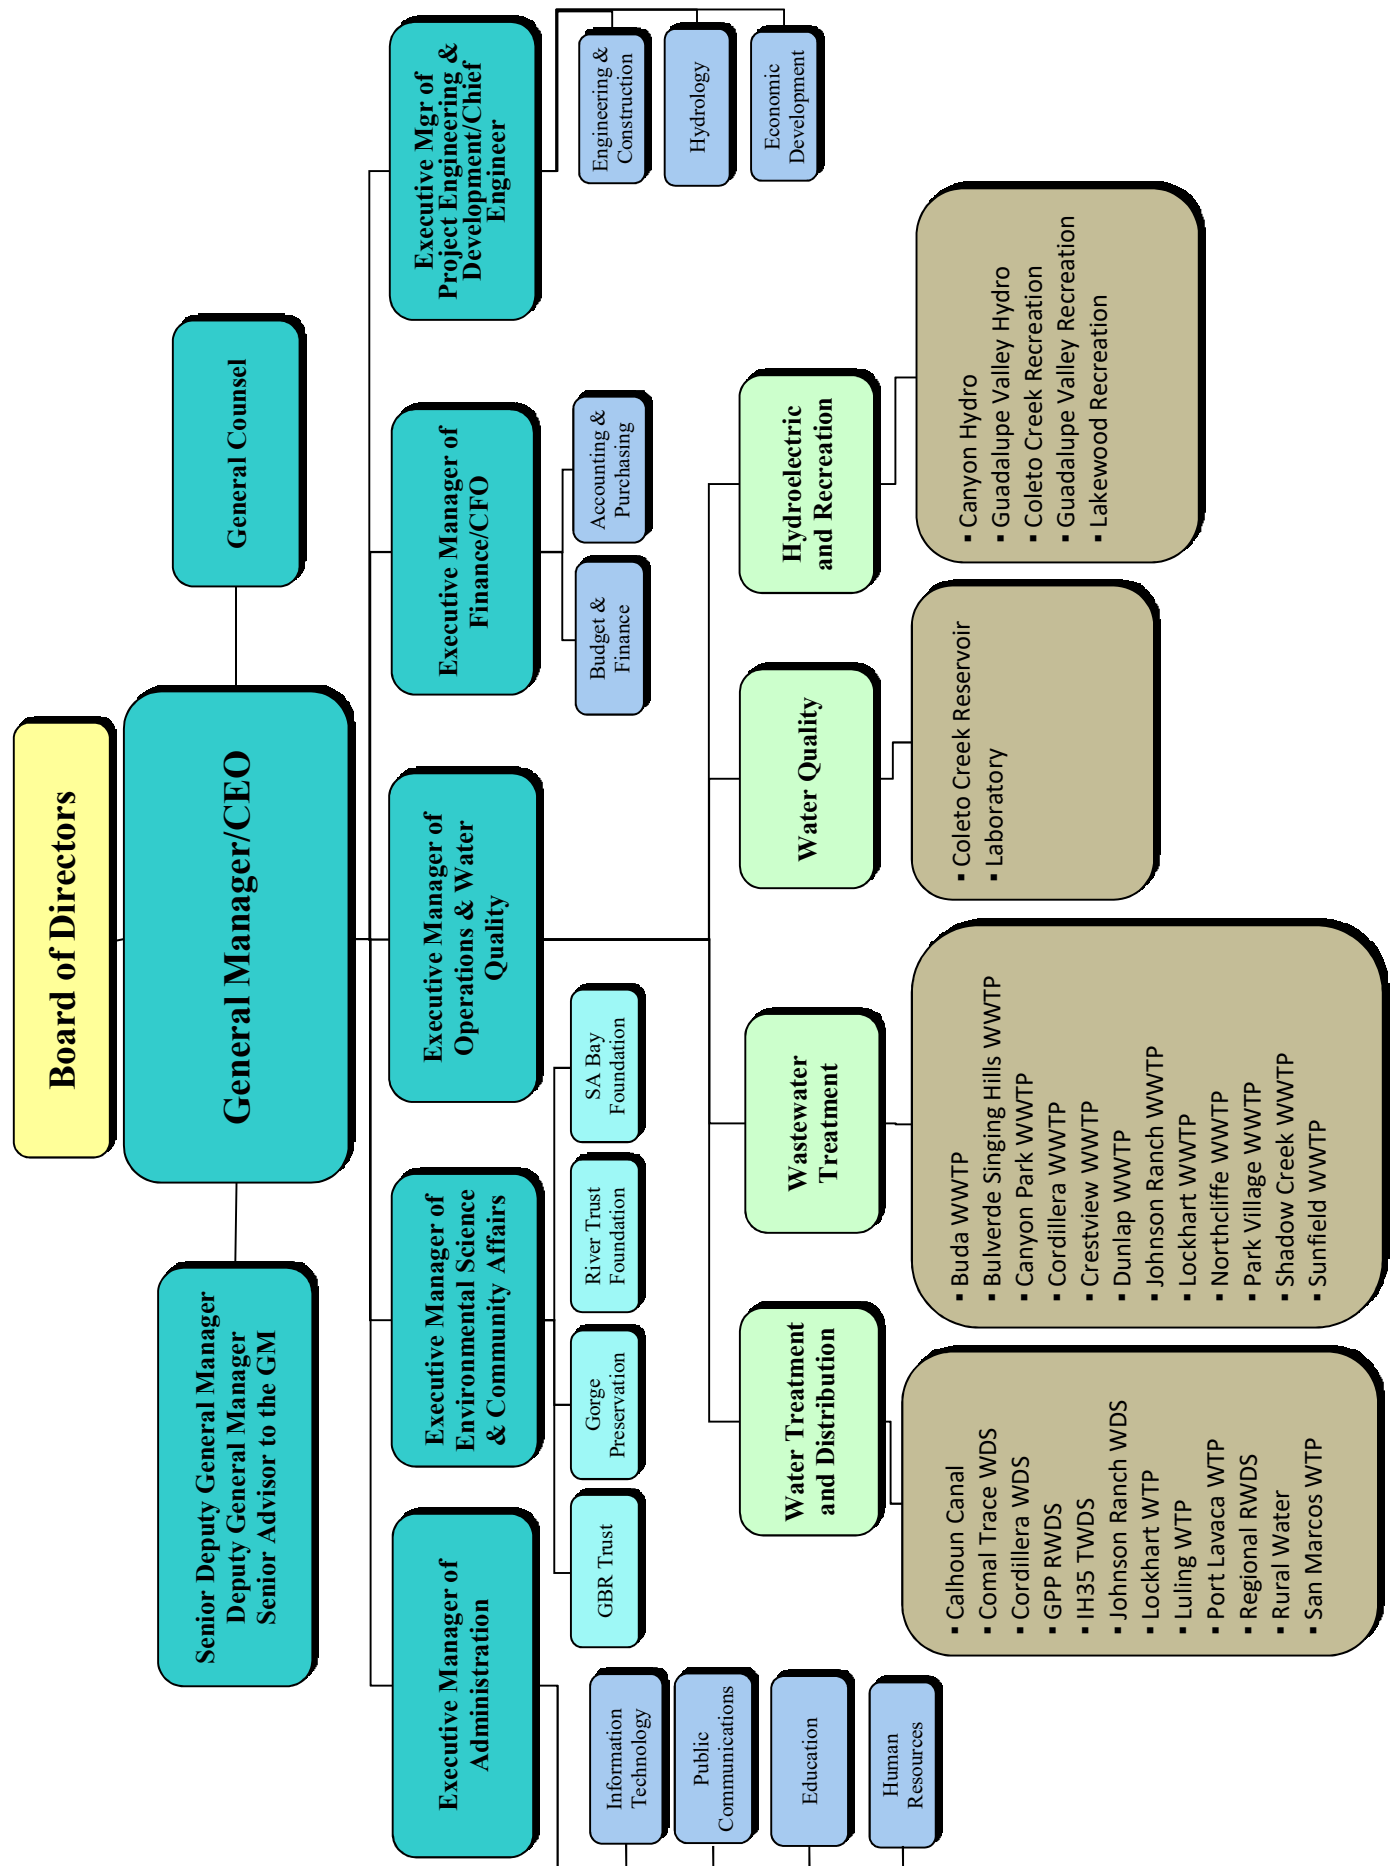 Board of Directors
General Manager/CEO
Senior Deputy General Manager
Deputy General Manager
Senior Advisor to the GM
General Counsel
Executive Manager of
Administration
Executive Manager of
Environmental Science
& Community Affairs
Executive Manager of
Operations & Water
Quality
Executive Manager of
Finance/CFO
Executive Mgr of
Project Engineering &
Development/Chief
Engineer
Information
Technology
Public
Communications
Education
Human
Resources
GBR Trust
Gorge
Preservation
River Trust
Foundation
SA Bay
Foundation
Budget &
Finance
Accounting &
Purchasing
Engineering &
Construction
Hydrology
Economic
Development
Water Treatment
and Distribution
Wastewater
Treatment
Water Quality
Hydroelectric
and Recreation
▪ Calhoun Canal
▪ Comal Trace WDS
▪ Cordillera WDS
▪ GPP RWDS
▪ IH35 TWDS
▪ Johnson Ranch WDS
▪ Lockhart WTP
▪ Luling WTP
▪ Port Lavaca WTP
▪ Regional RWDS
▪ Rural Water
▪ San Marcos WTP
▪ Buda WWTP
▪ Bulverde Singing Hills WWTP
▪ Canyon Park WWTP
▪ Cordillera WWTP
▪ Crestview WWTP
▪ Dunlap WWTP
▪ Johnson Ranch WWTP
▪ Lockhart WWTP
▪ Northcliffe WWTP
▪ Park Village WWTP
▪ Shadow Creek WWTP
▪ Sunfield WWTP
▪ Coleto Creek Reservoir
▪ Laboratory
▪ Canyon Hydro
▪ Guadalupe Valley Hydro
▪ Coleto Creek Recreation
▪ Guadalupe Valley Recreation
▪ Lakewood Recreation